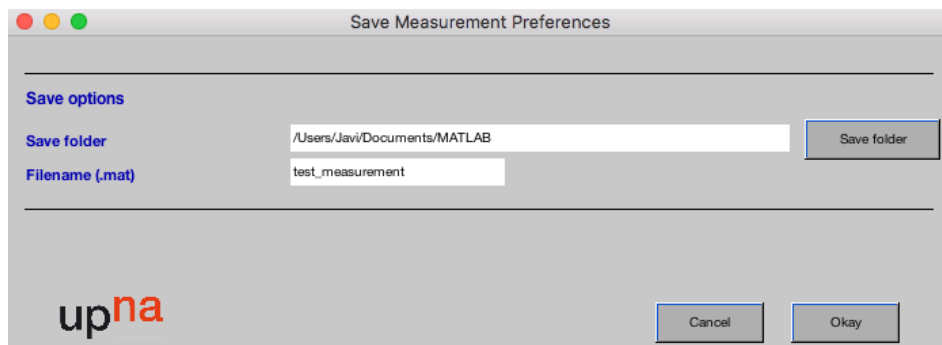 Save Measurement Preferences
Save options
Save folder /Users/Javi/Documents/MATLAB Save folder
Filename (.mat) test_measurement
upna
Cancel Okay